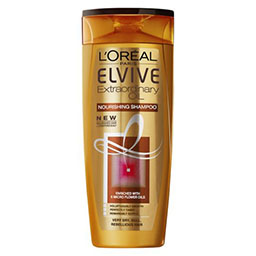 L'ORÉAL
PARIS
ELVIVE
Extraordinary
OIL
NOURISHING SHAMPOO
NEW
ENRICHED WITH
6 MICRO FLOWER OILS
VERY DRY, DULL,
REBELLIOUS HAIR